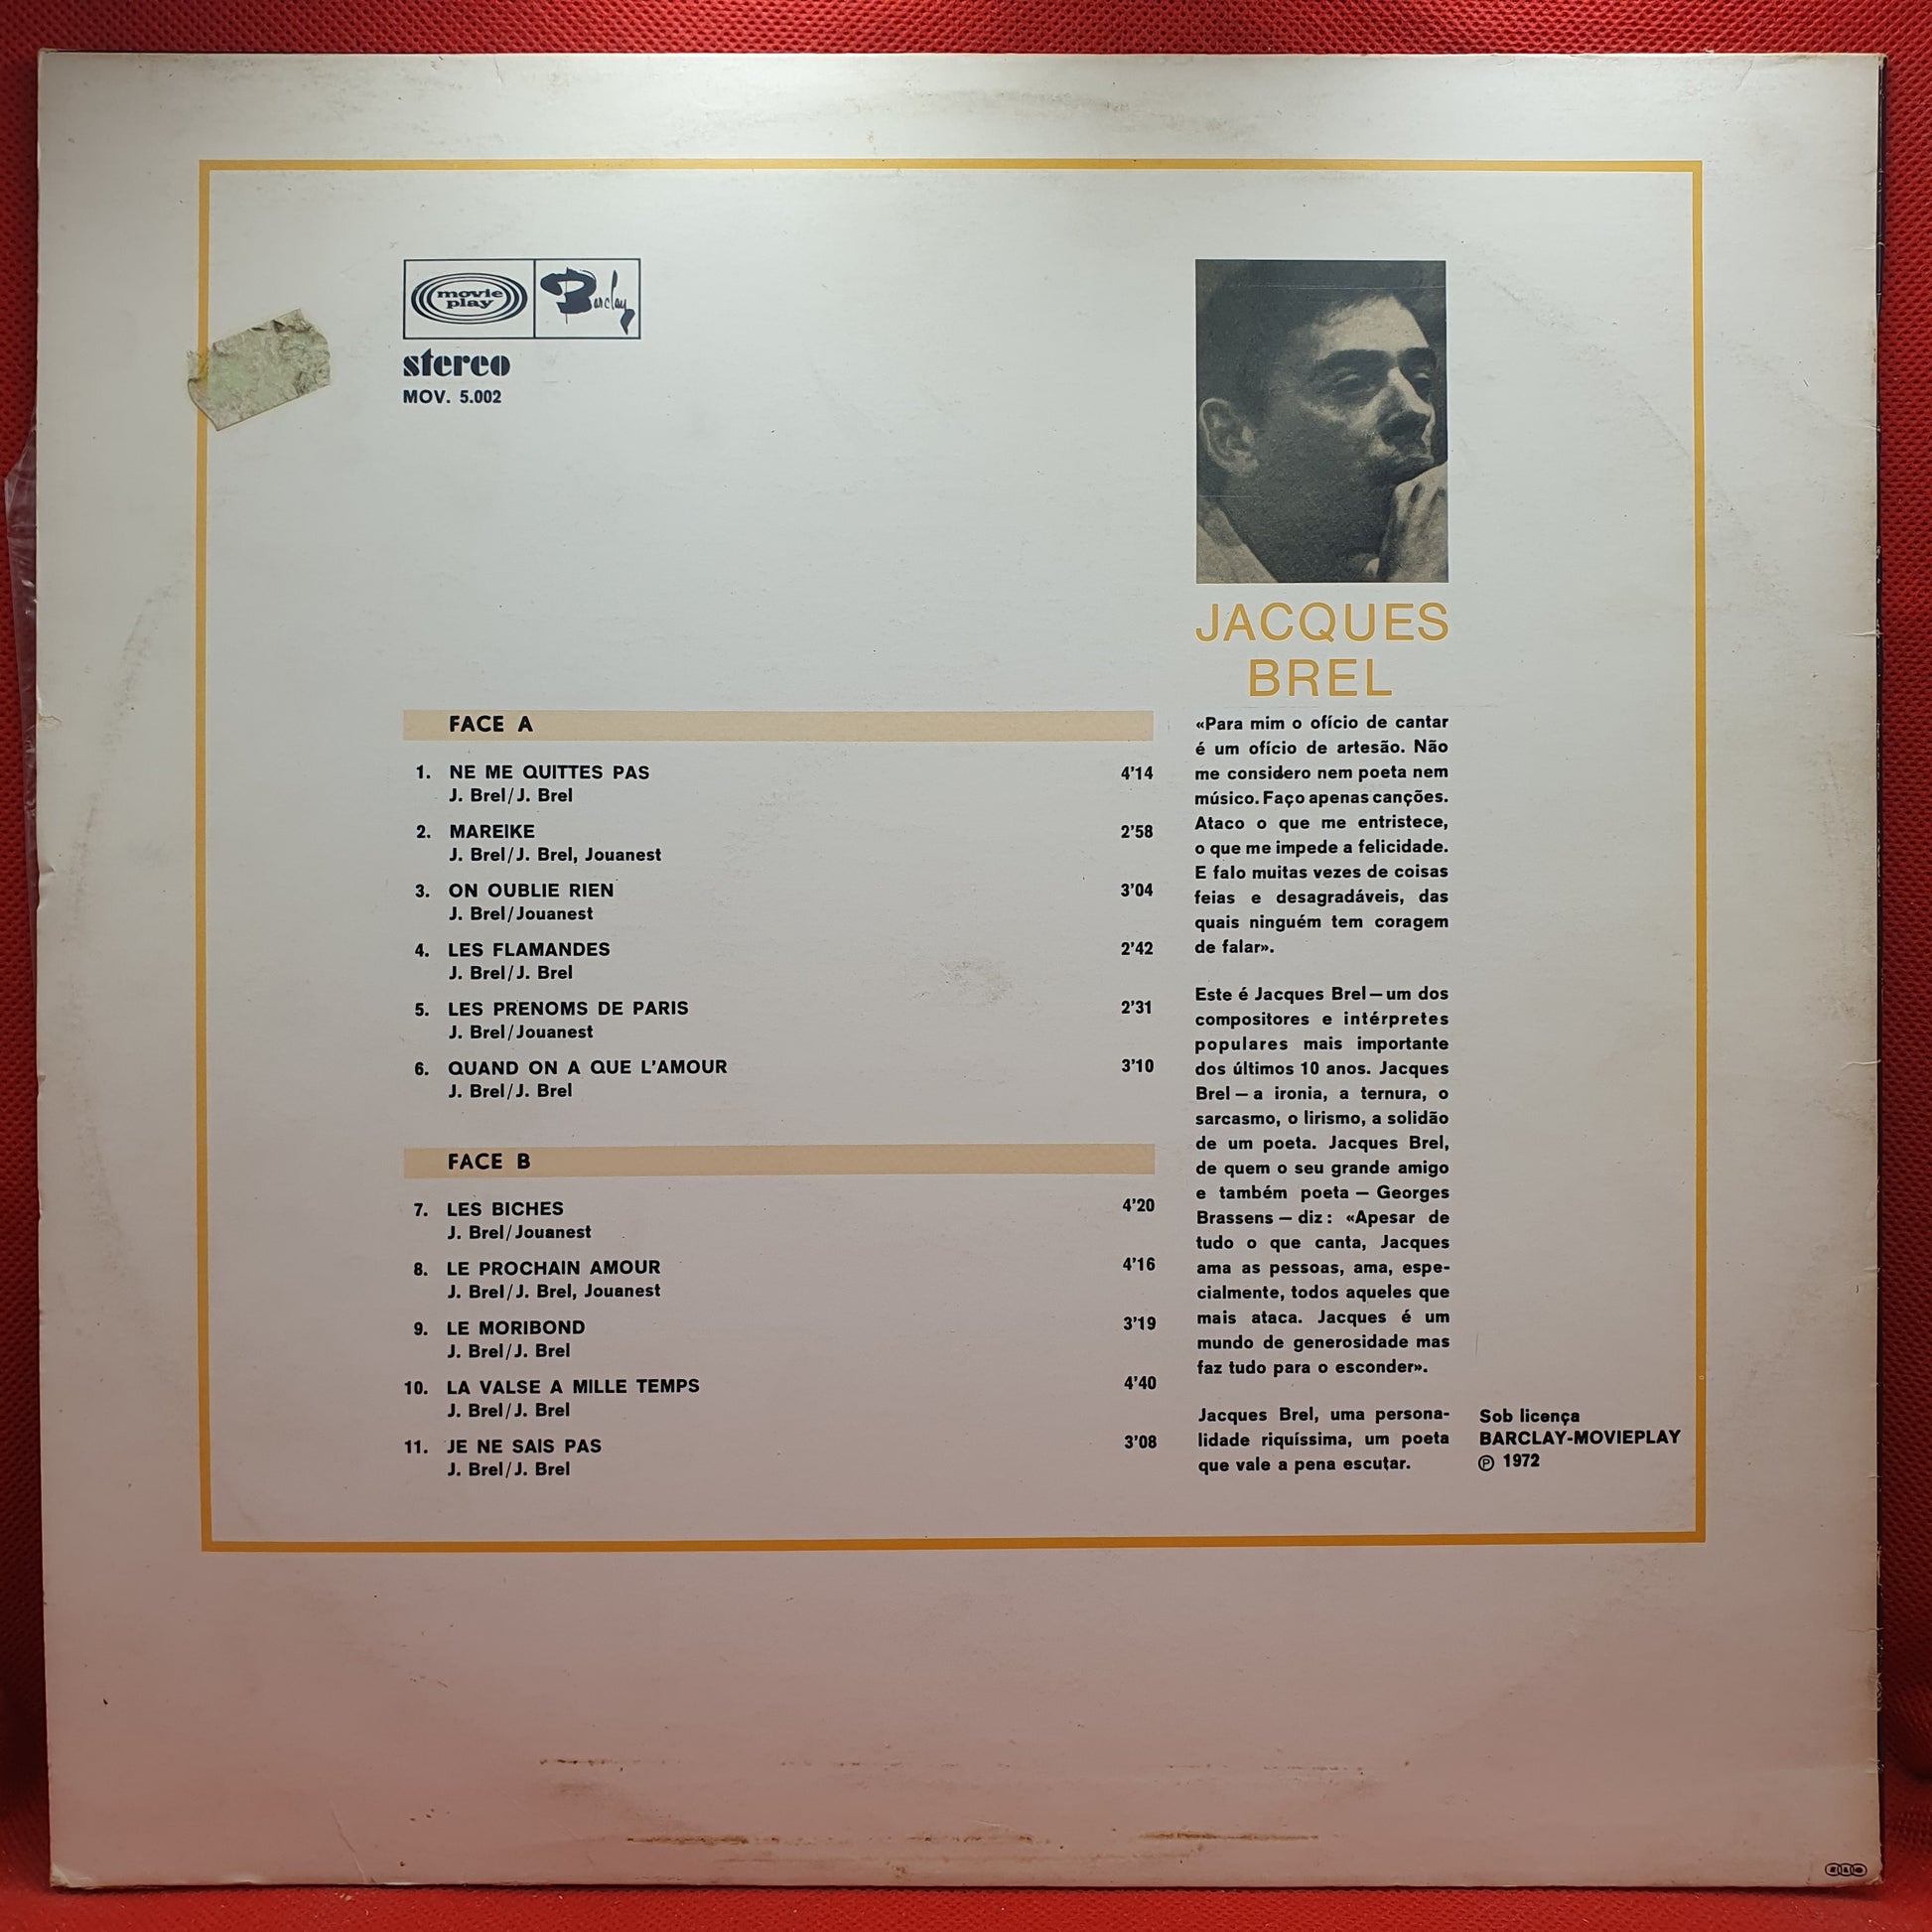 movie
play
Barclay
stereo
MOV. 5.002
JACQUES
BREL
FACE A
1. NE ME QUITTES PAS 4'14
J. Brel/J. Brel
2. MAREIKE 2'58
J. Brel/J. Brel, Jouanest
3. ON OUBLIE RIEN 3'04
J. Brel/Jouanest
4. LES FLAMANDES 2'42
J. Brel/J. Brel
5. LES PRENOMS DE PARIS 2'31
J. Brel/Jouanest
6. QUAND ON A QUE L'AMOUR 3'10
J. Brel/J. Brel
FACE B
7. LES BICHES 4'20
J. Brel/Jouanest
8. LE PROCHAIN AMOUR 4'16
J. Brel/J. Brel, Jouanest
9. LE MORIBOND 3'19
J. Brel/J. Brel
10. LA VALSE A MILLE TEMPS 4'40
J. Brel/J. Brel
11. JE NE SAIS PAS 3'08
J. Brel/J. Brel
«Para mim o ofício de cantar
é um ofício de artesão. Não
me considero nem poeta nem
músico. Faço apenas canções.
Ataco o que me entristece,
o que me impede a felicidade.
E falo muitas vezes de coisas
feias e desagradáveis, das
quais ninguém tem coragem
de falar».
Este é Jacques Brel — um dos
compositores e intérpretes
populares mais importante
dos últimos 10 anos. Jacques
Brel — a ironia, a ternura, o
sarcasmo, o lirismo, a solidão
de um poeta. Jacques Brel,
de quem o seu grande amigo
e também poeta — Georges
Brassens — diz: «Apesar de
tudo o que canta, Jacques
ama as pessoas, ama, espe-
cialmente, todos aqueles que
mais ataca. Jacques é um
mundo de generosidade mas
faz tudo para o esconder».
Jacques Brel, uma persona-
lidade riquíssima, um poeta
que vale a pena escutar.
Sob licença
BARCLAY-MOVIEPLAY
℗ 1972